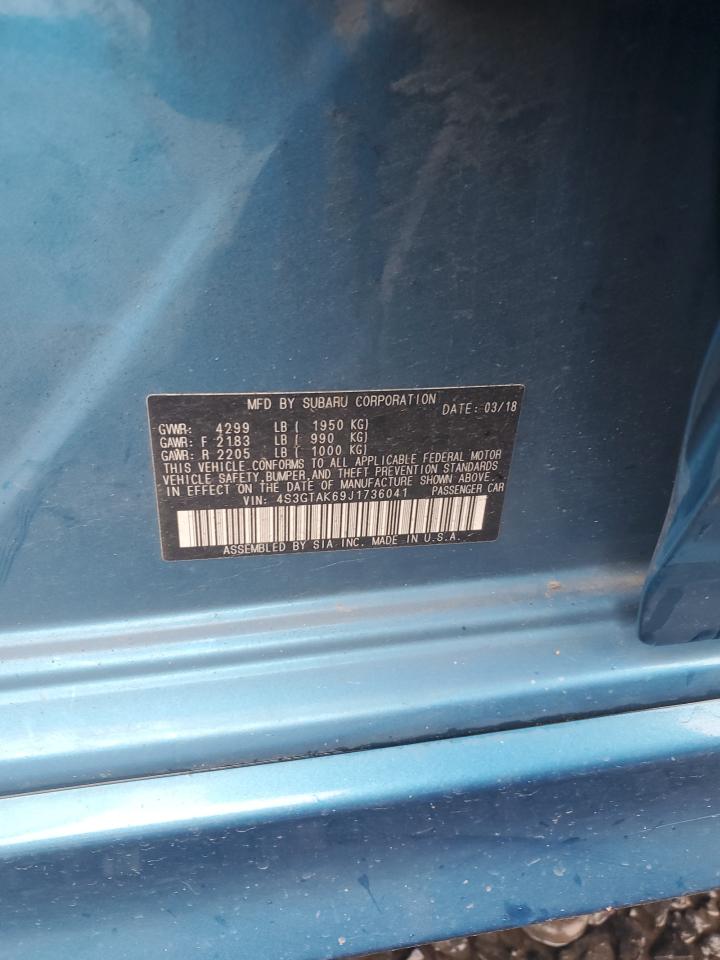 MFD BY SUBARU CORPORATION
DATE: 03/18
GVWR: 4299 LB ( 1950 KG)
GAWR: F 2183 LB ( 990 KG)
GAWR: R 2205 LB ( 1000 KG)
THIS VEHICLE CONFORMS TO ALL APPLICABLE FEDERAL MOTOR
VEHICLE SAFETY,BUMPER,AND THEFT PREVENTION STANDARDS
IN EFFECT ON THE DATE OF MANUFACTURE SHOWN ABOVE.
VIN: 4S3GTAK69J1736041 PASSENGER CAR
ASSEMBLED BY SIA INC. MADE IN U.S.A.